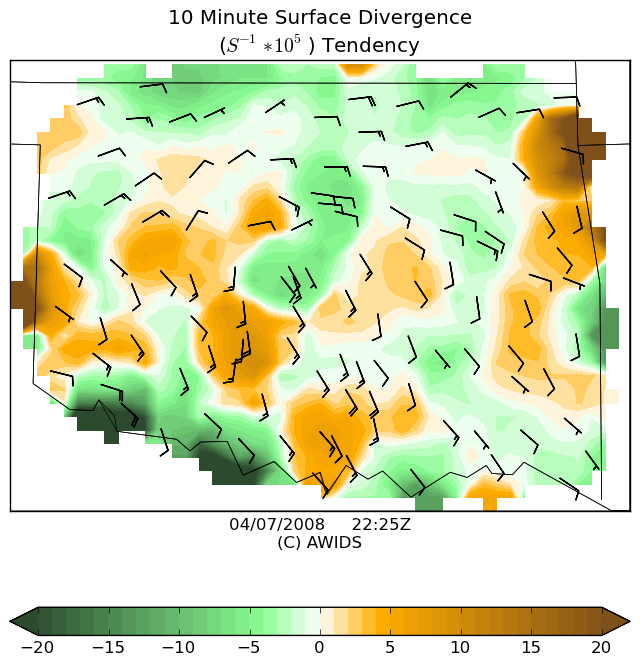 10 Minute Surface Divergence
(S⁻¹ * 10⁵ ) Tendency
04/07/2008 22:25Z
(C) AWIDS
−20 −15 −10 −5 0 5 10 15 20